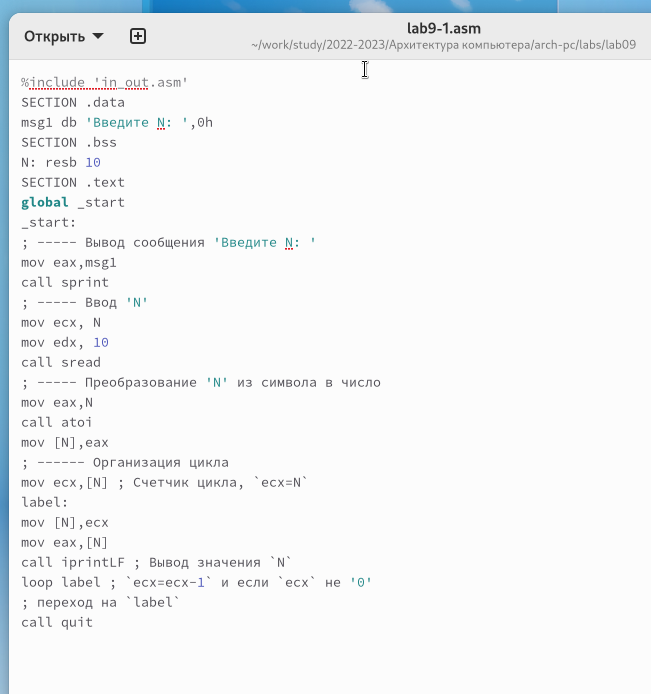 Открыть
lab9-1.asm
~/work/study/2022-2023/Архитектура компьютера/arch-pc/labs/lab09
%include 'in_out.asm'
SECTION .data
msg1 db 'Введите N: ',0h
SECTION .bss
N: resb 10
SECTION .text
global _start
_start:
; ----- Вывод сообщения 'Введите N: '
mov eax,msg1
call sprint
; ----- Ввод 'N'
mov ecx, N
mov edx, 10
call sread
; ----- Преобразование 'N' из символа в число
mov eax,N
call atoi
mov [N],eax
; ------ Организация цикла
mov ecx,[N] ; Счетчик цикла, `ecx=N`
label:
mov [N],ecx
mov eax,[N]
call iprintLF ; Вывод значения `N`
loop label ; `ecx=ecx-1` и если `ecx` не '0'
; переход на `label`
call quit